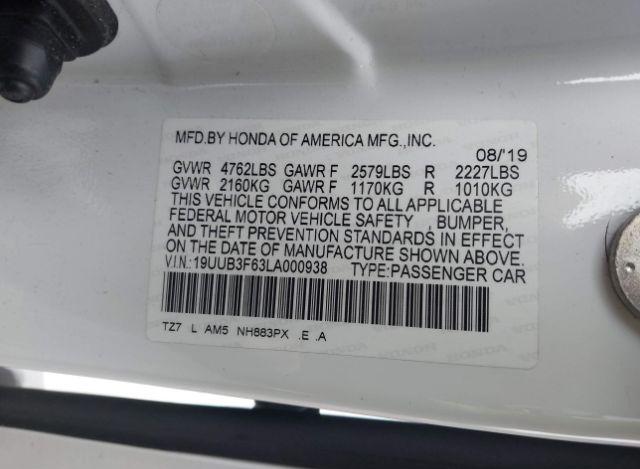 MFD.BY HONDA OF AMERICA MFG.,INC. 08/19
GVWR 4762LBS GAWR F 2579LBS R 2227LBS
GVWR 2160KG GAWR F 1170KG R 1010KG
THIS VEHICLE CONFORMS TO ALL APPLICABLE
FEDERAL MOTOR VEHICLE SAFETY , BUMPER,
AND THEFT PREVENTION STANDARDS IN EFFECT
ON THE DATE OF MANUFACTURE SHOWN ABOVE.
VIN:19UUB3F63LA000938 TYPE:PASSENGER CAR
TZ7 L AM5 NH883PX .E .A